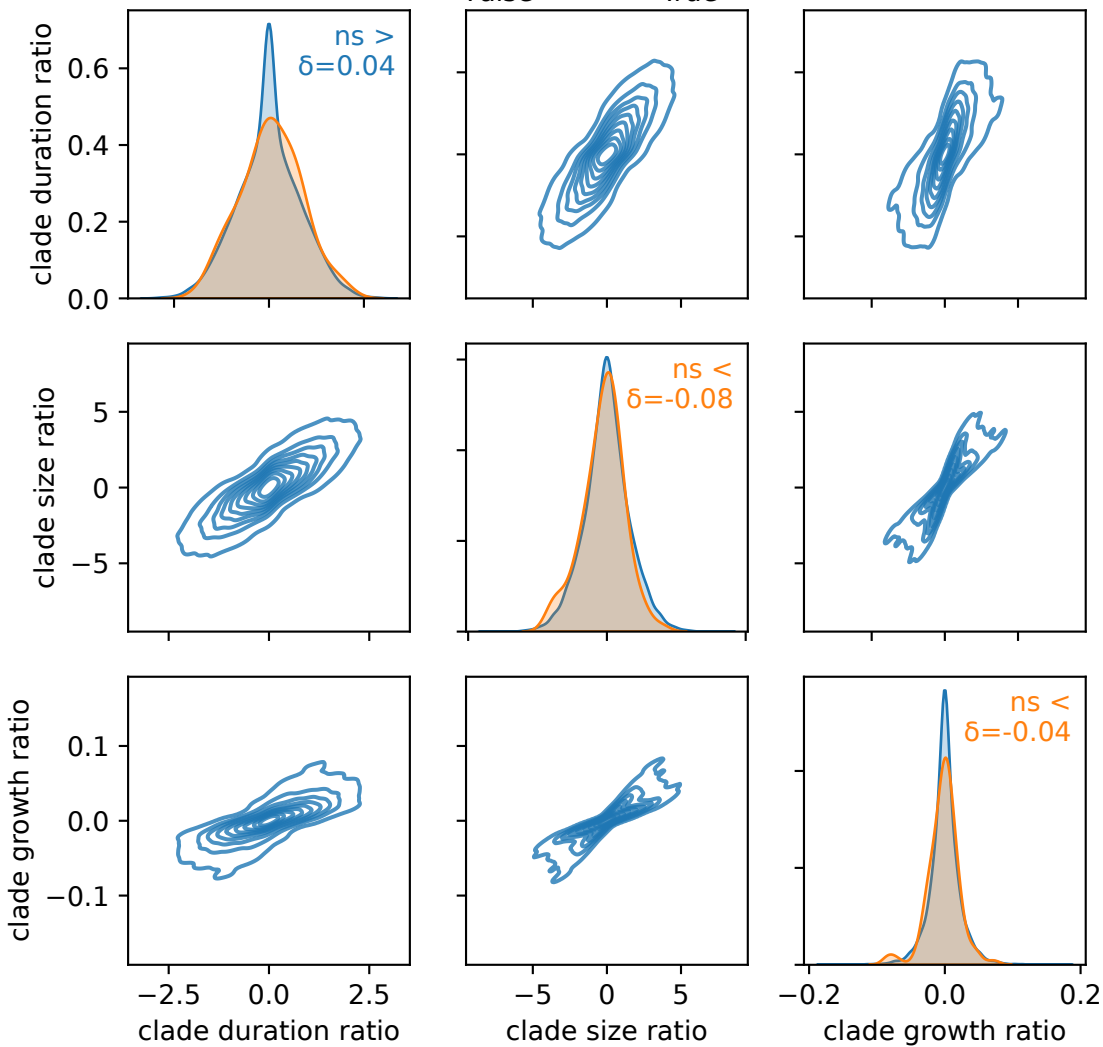 clade duration ratio
0.6
0.4
0.2
0.0
ns >
δ=0.04
clade size ratio
5
0
−5
ns <
δ=-0.08
clade growth ratio
0.1
0.0
−0.1
ns <
δ=-0.04
−2.5
0.0
2.5
−5
0
5
−0.2
0.0
0.2
clade duration ratio
clade size ratio
clade growth ratio